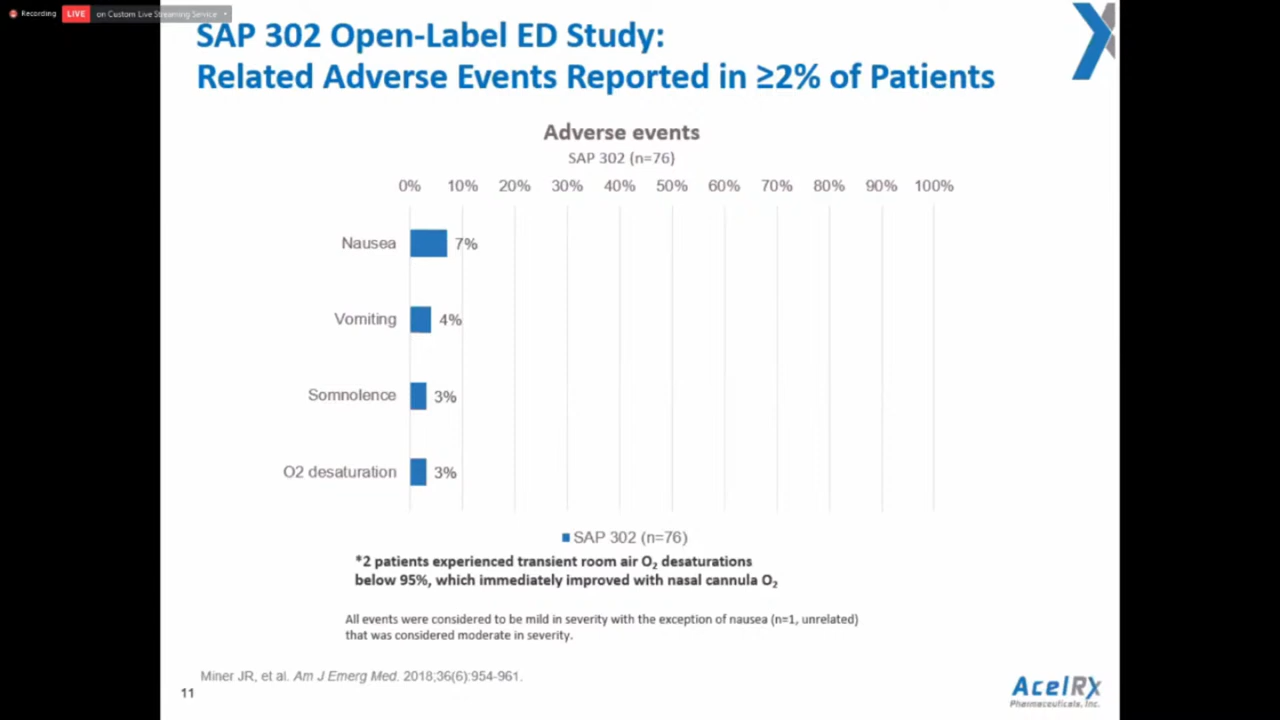 Recording
LIVE
on Custom Live Streaming Service
SAP 302 Open-Label ED Study:
Related Adverse Events Reported in ≥2% of Patients
Adverse events
SAP 302 (n=76)
0% 10% 20% 30% 40% 50% 60% 70% 80% 90% 100%
Nausea 7%
Vomiting 4%
Somnolence 3%
O2 desaturation 3%
SAP 302 (n=76)
*2 patients experienced transient room air O₂ desaturations
below 95%, which immediately improved with nasal cannula O₂
All events were considered to be mild in severity with the exception of nausea (n=1, unrelated)
that was considered moderate in severity.
Miner JR, et al. Am J Emerg Med. 2018;36(6):954-961.
11
AcelRx
Pharmaceuticals, Inc.